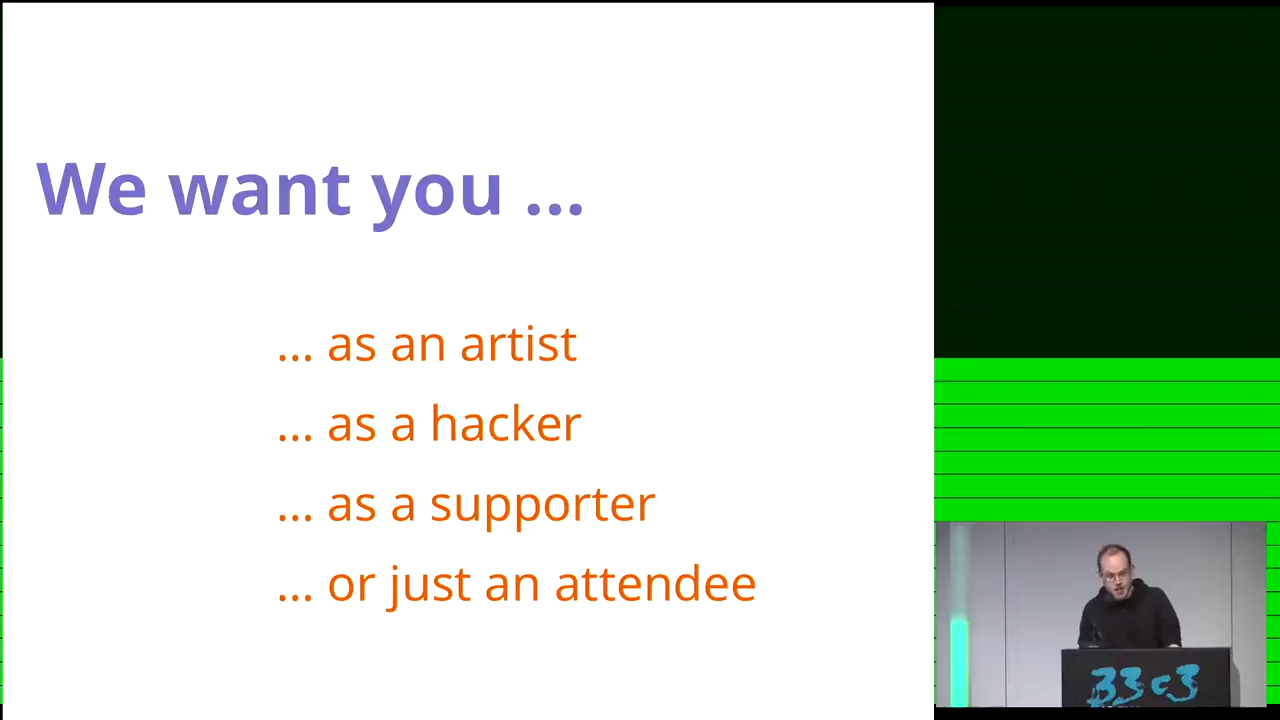 We want you ...
... as an artist
... as a hacker
... as a supporter
... or just an attendee
33c3